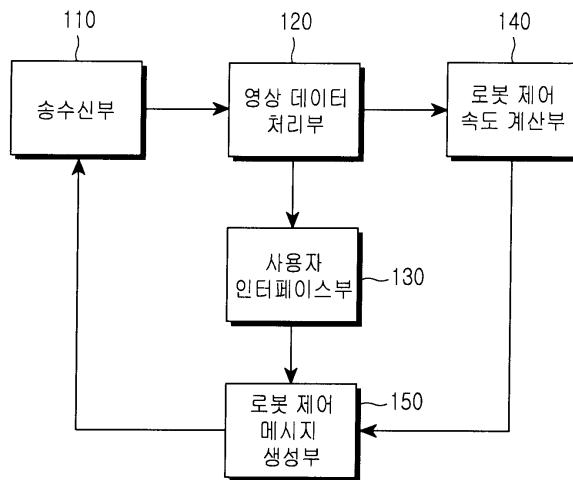 110
120
140
송수신부
영상 데이터
처리부
로봇 제어
속도 계산부
사용자
인터페이스부
130
로봇 제어
메시지
생성부
150